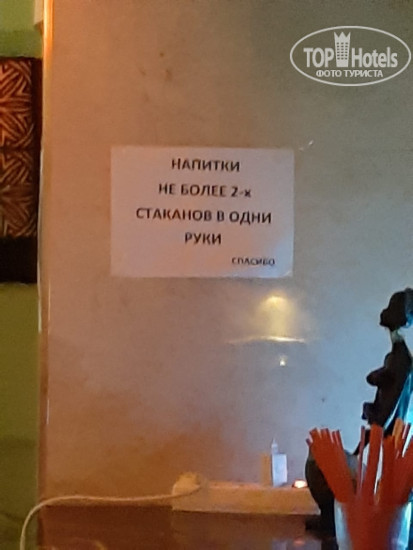 TOP Hotels
ФОТО ТУРИСТА
НАПИТКИ
НЕ БОЛЕЕ 2-х
СТАКАНОВ В ОДНИ
РУКИ
СПАСИБО